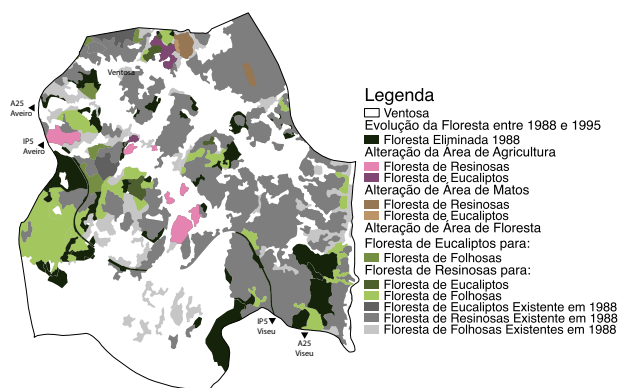 Ventosa
A25
Aveiro
IP5
Aveiro
IP5
Viseu
A25
Viseu
Legenda
Ventosa
Evolução da Floresta entre 1988 e 1995
Floresta Eliminada 1988
Alteração da Área de Agricultura
Floresta de Resinosas
Floresta de Eucaliptos
Alteração de Área de Matos
Floresta de Resinosas
Floresta de Eucaliptos
Alteração de Área de Floresta
Floresta de Eucaliptos para:
Floresta de Folhosas
Floresta de Resinosas para:
Floresta de Eucaliptos
Floresta de Folhosas
Floresta de Eucaliptos Existente em 1988
Floresta de Resinosas Existente em 1988
Floresta de Folhosas Existentes em 1988